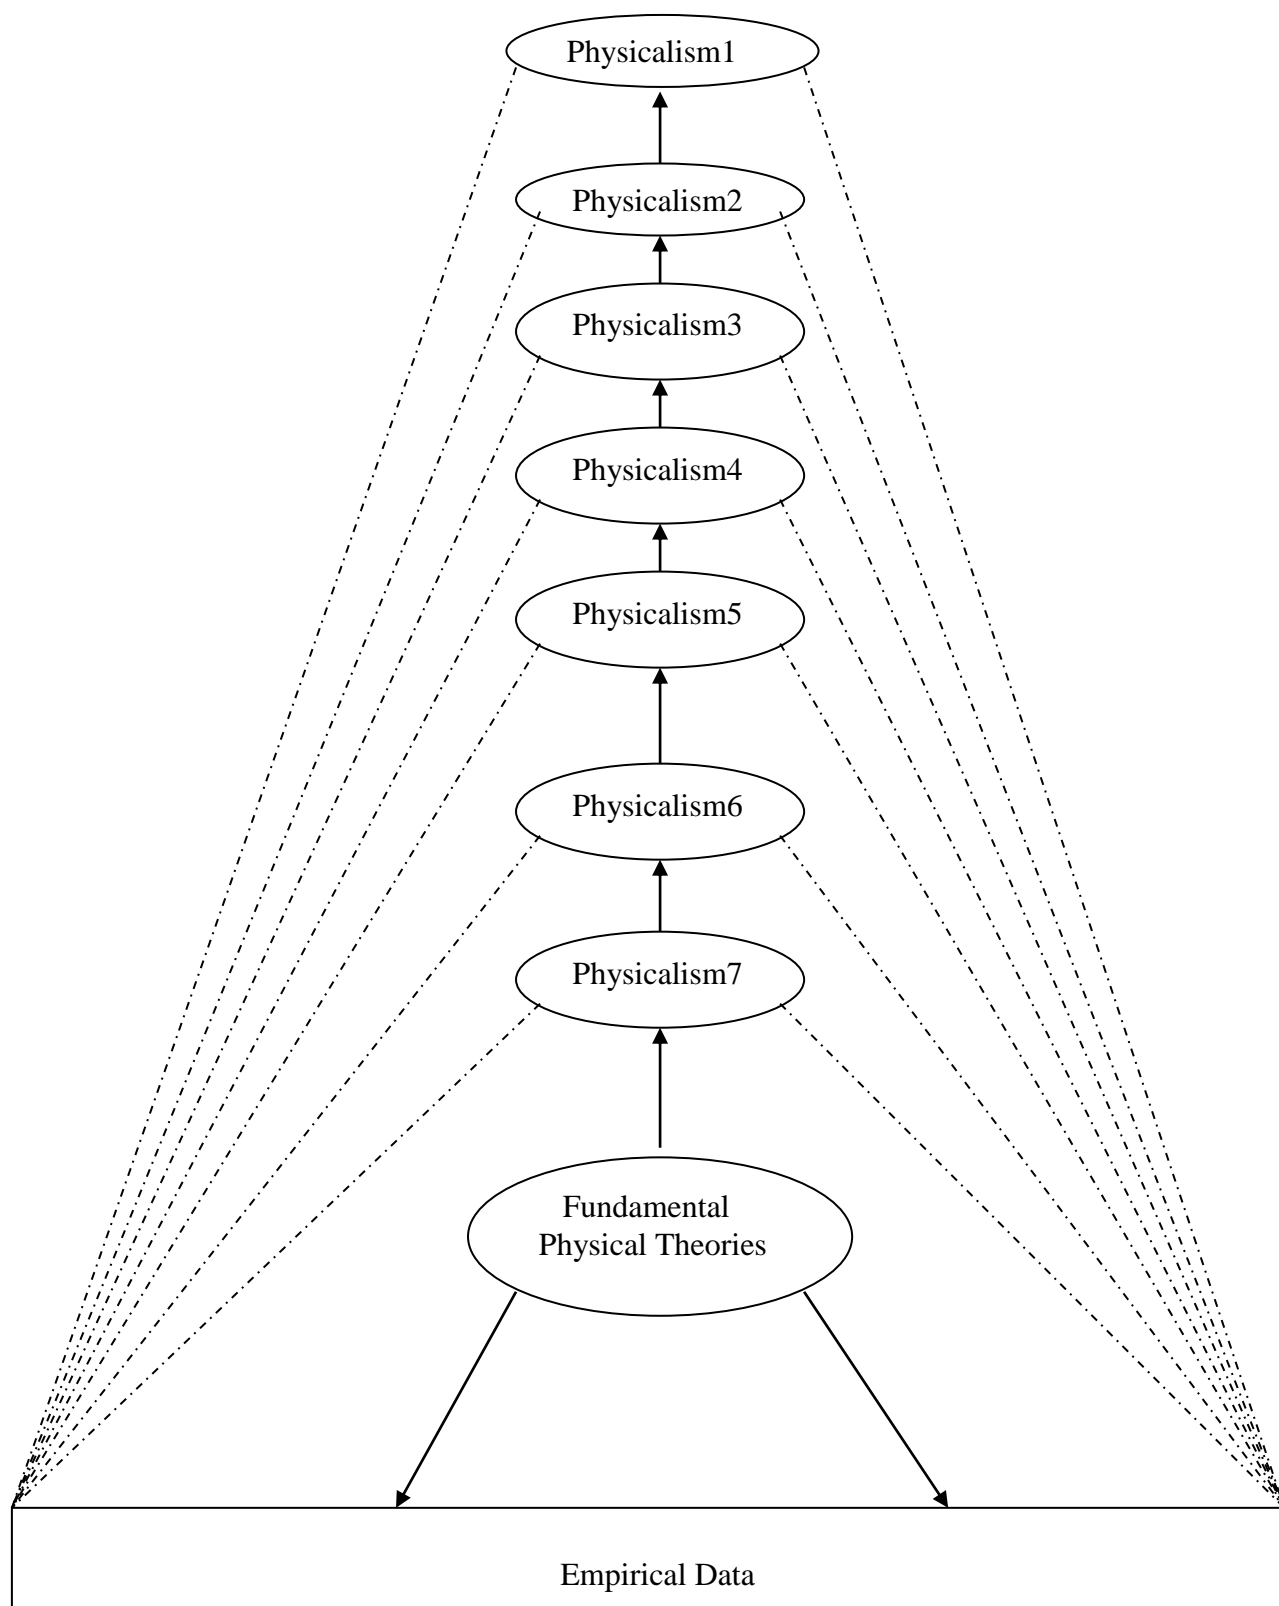 Physicalism1
Physicalism2
Physicalism3
Physicalism4
Physicalism5
Physicalism6
Physicalism7
Fundamental
Physical Theories
Empirical Data